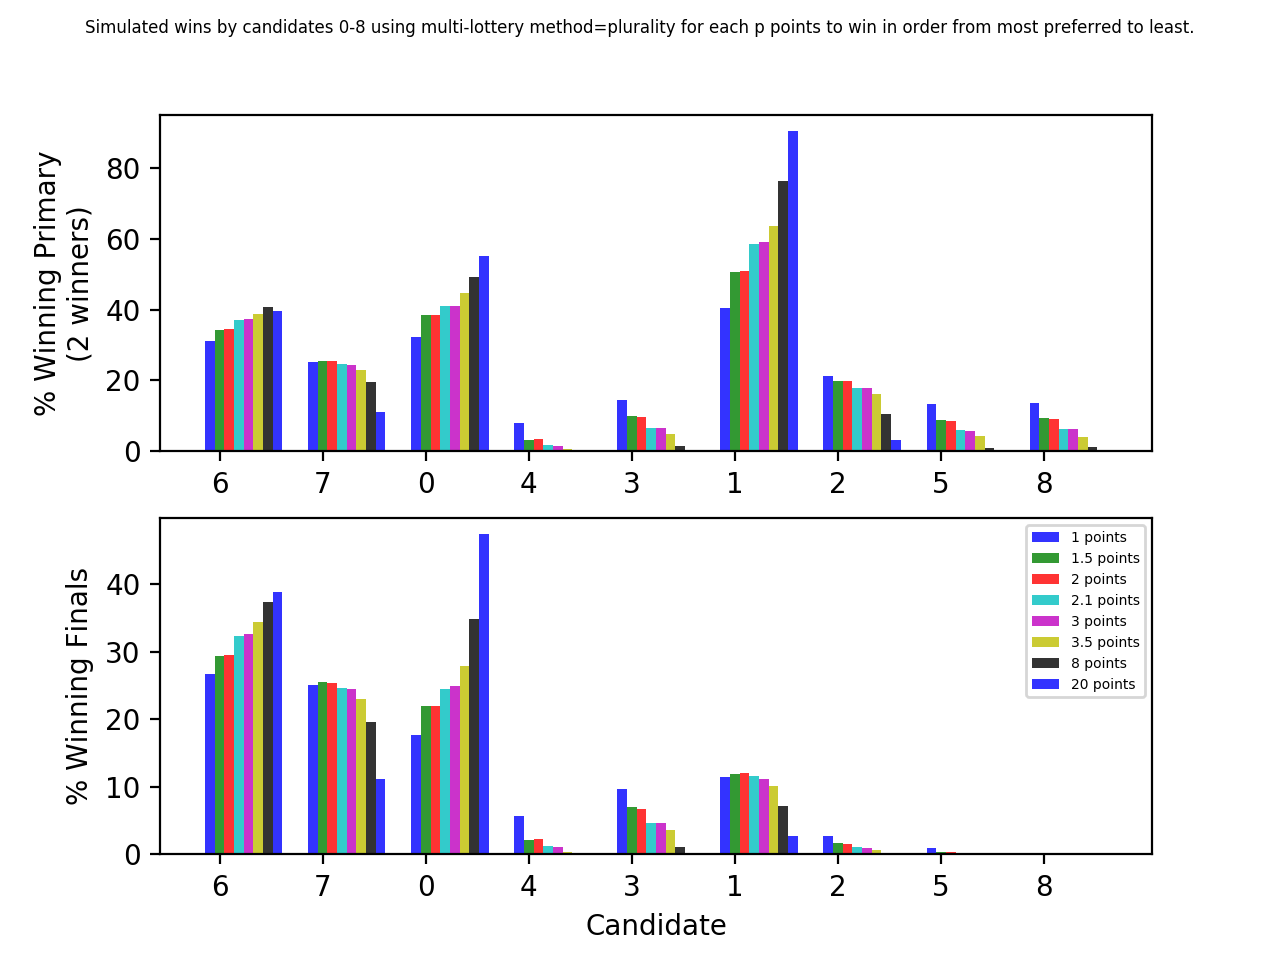 Simulated wins by candidates 0-8 using multi-lottery method=plurality for each p points to win in order from most preferred to least.
% Winning Primary
(2 winners)
80
60
40
20
0
6 7 0 4 3 1 2 5 8
% Winning Finals
40
30
20
10
0
1 points
1.5 points
2 points
2.1 points
3 points
3.5 points
8 points
20 points
6 7 0 4 3 1 2 5 8
Candidate